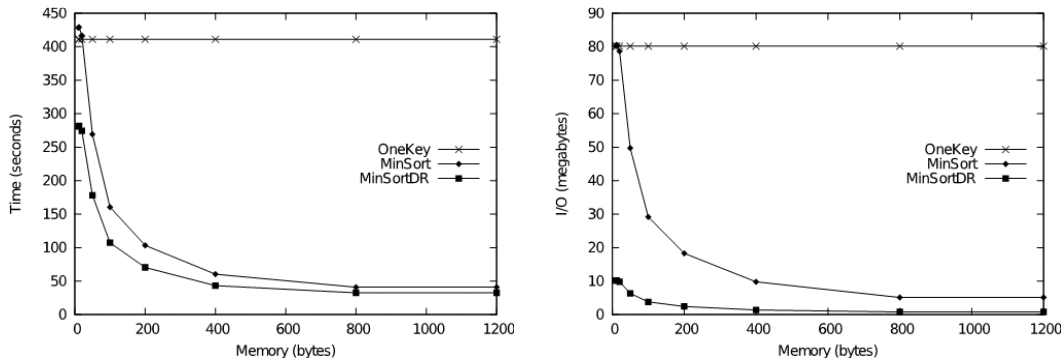 450
400
350
300
250
200
150
100
50
0
Time (seconds)
OneKey
MinSort
MinSortDR
0 200 400 600 800 1000 1200
Memory (bytes)
90
80
70
60
50
40
30
20
10
0
I/O (megabytes)
OneKey
MinSort
MinSortDR
0 200 400 600 800 1000 1200
Memory (bytes)